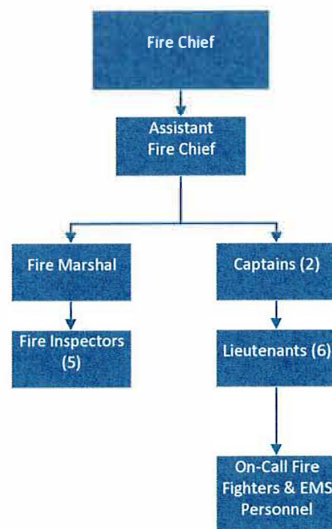 Fire Chief
Assistant
Fire Chief
Fire Marshal
Captains (2)
Fire Inspectors
(5)
Lieutenants (6)
On-Call Fire
Fighters & EMS
Personnel